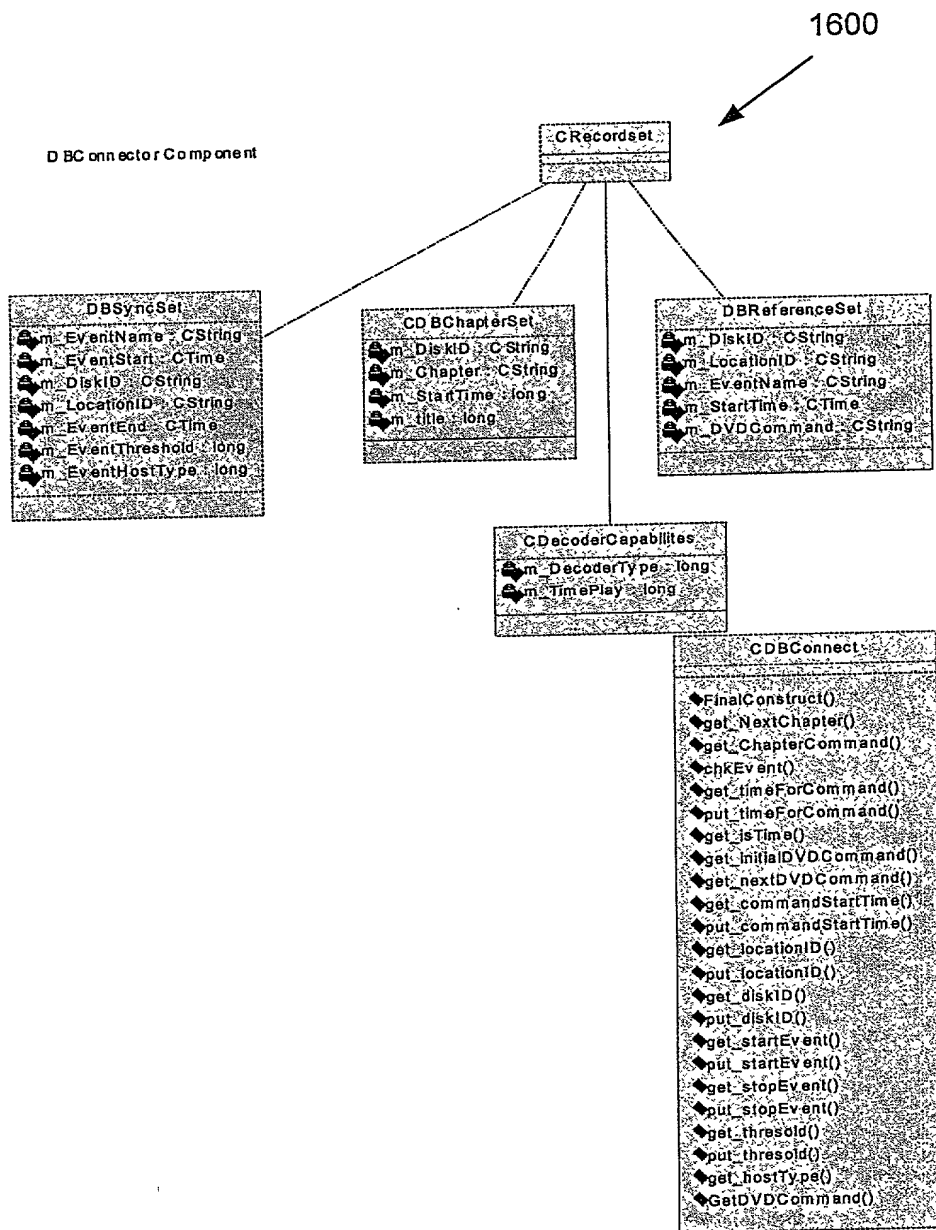 1600
DBConnector Component
CRecordset
DBSyncSet
m_EventName : CString
m_EventStart : CTime
m_DiskID : CString
m_LocationID : CString
m_EventEnd : CTime
m_EventThreshold : long
m_EventHostType : long
CDBChapterSet
m_DiskID : CString
m_Chapter : CString
m_StartTime : long
m_title : long
DBReferenceSet
m_DiskID : CString
m_LocationID : CString
m_EventName : CString
m_StartTime : CTime
m_DVDCommand : CString
CDecoderCapabilites
m_DecoderType : long
m_TimePlay : long
CDBConnect
FinalConstruct()
get_NextChapter()
get_ChapterCommand()
chkEvent()
get_timeForCommand()
put_timeForCommand()
get_isTime()
get_initialDVDCommand()
get_nextDVDCommand()
get_commandStartTime()
put_commandStartTime()
get_locationID()
put_locationID()
get_diskID()
put_diskID()
get_startEvent()
put_startEvent()
get_stopEvent()
put_stopEvent()
get_thresold()
put_thresold()
get_hostType()
GetDVDCommand()